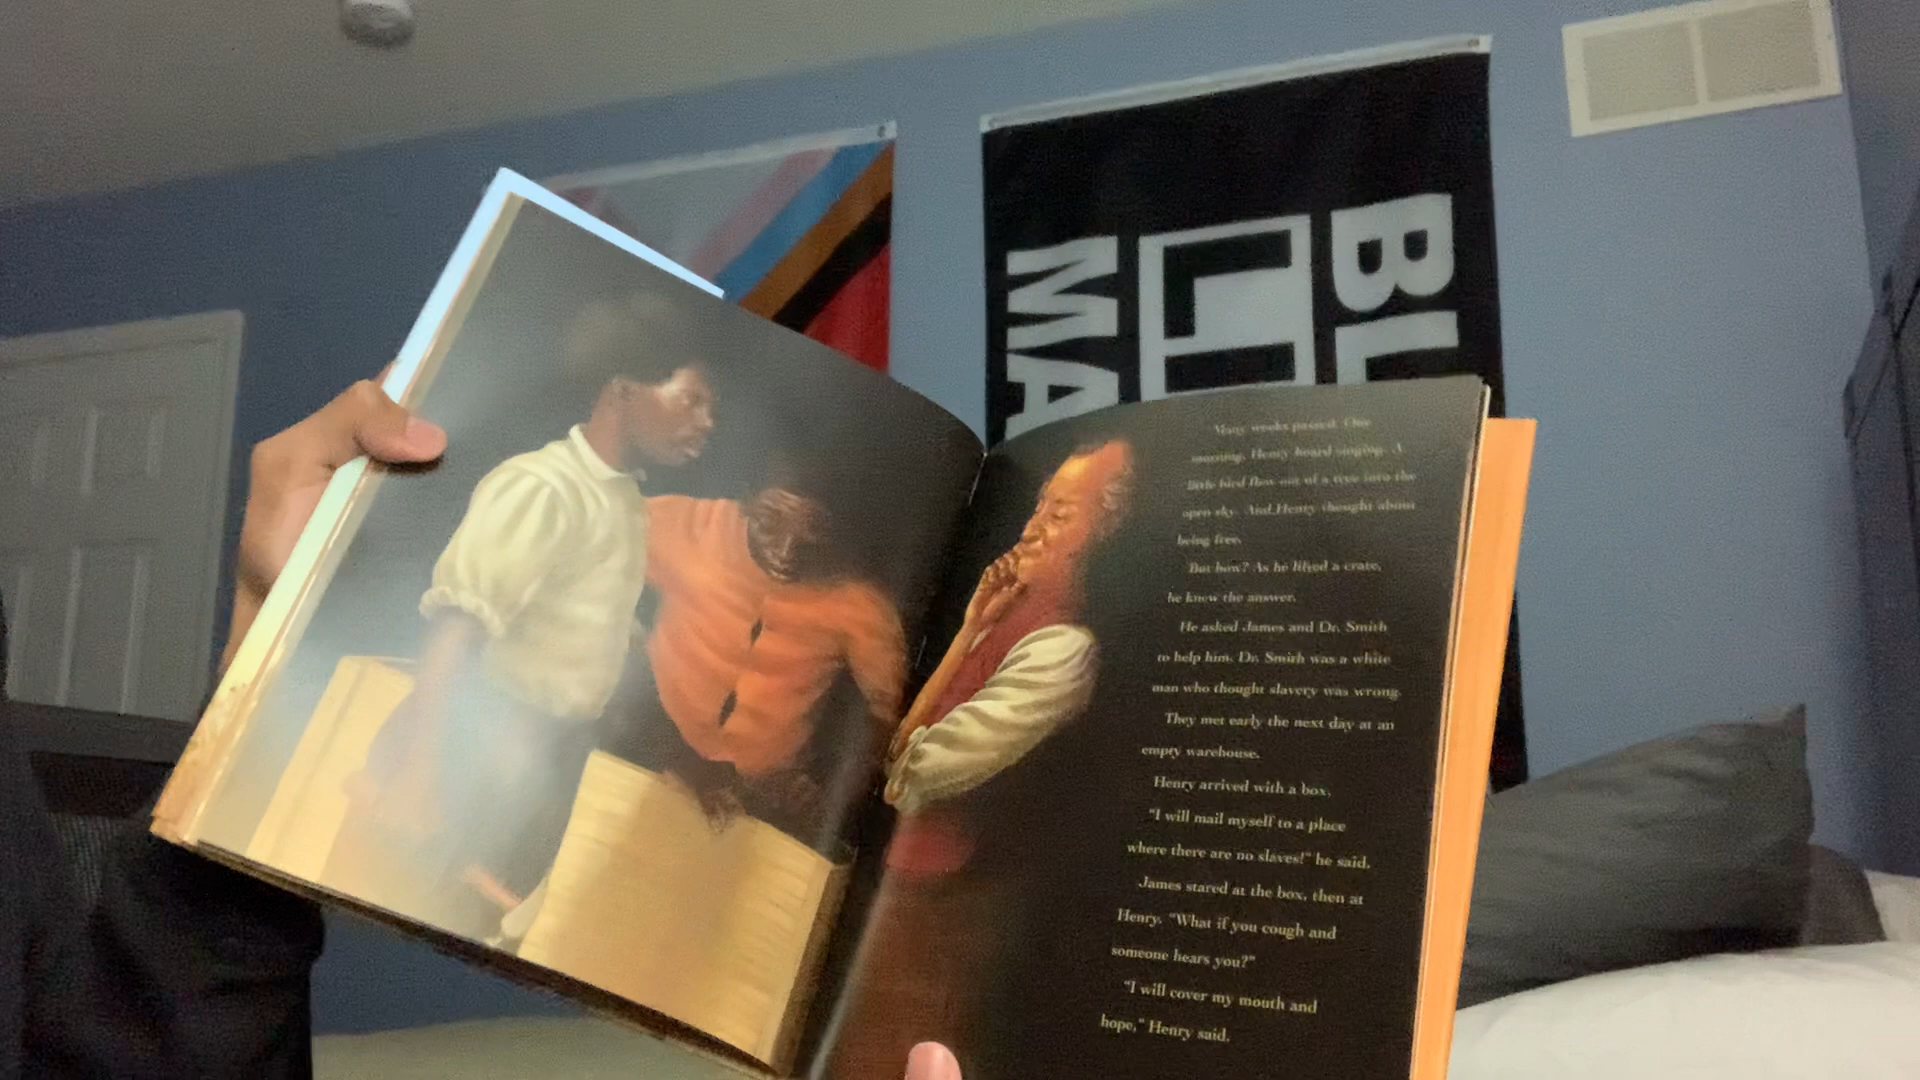 BL
LI
MA
Many weeks passed. One
morning, Henry heard singing. A
little bird flew out of a tree into the
open sky. And Henry thought about
being free.
But how? As he lifted a crate,
he knew the answer.
He asked James and Dr. Smith
to help him. Dr. Smith was a white
man who thought slavery was wrong.
They met early the next day at an
empty warehouse.
Henry arrived with a box.
"I will mail myself to a place
where there are no slaves!" he said.
James stared at the box, then at
Henry. "What if you cough and
someone hears you?"
"I will cover my mouth and
hope," Henry said.